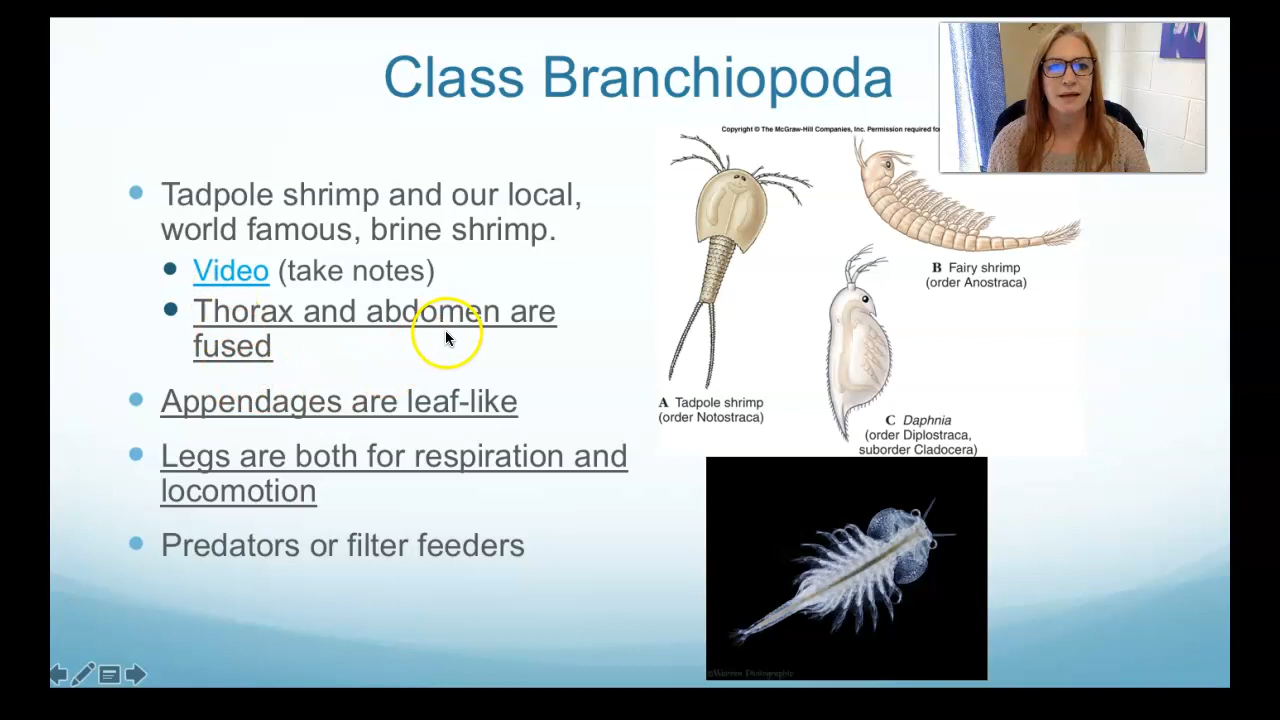 Class Branchiopoda
Tadpole shrimp and our local,
world famous, brine shrimp.
Video (take notes)
Thorax and abdomen are
fused
Appendages are leaf-like
Legs are both for respiration and
locomotion
Predators or filter feeders
Copyright © The McGraw-Hill Companies, Inc. Permission required
B Fairy shrimp
(order Anostraca)
A Tadpole shrimp
(order Notostraca)
C Daphnia
(order Diplostraca,
suborder Cladocera)
©Warren Photographic